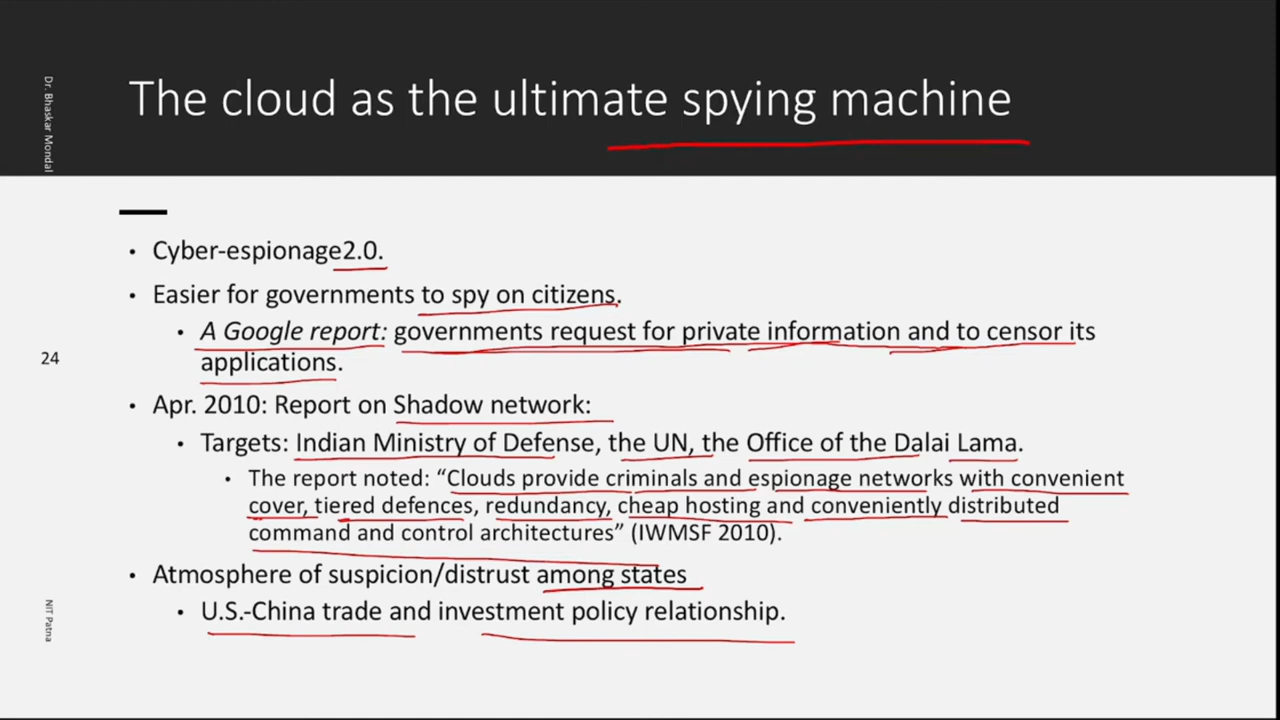 The cloud as the ultimate spying machine
Dr. Bhaskar Mondal
• Cyber-espionage2.0.
• Easier for governments to spy on citizens.
• A Google report: governments request for private information and to censor its
applications.
24
• Apr. 2010: Report on Shadow network:
• Targets: Indian Ministry of Defense, the UN, the Office of the Dalai Lama.
• The report noted: “Clouds provide criminals and espionage networks with convenient
cover, tiered defences, redundancy, cheap hosting and conveniently distributed
command and control architectures” (IWMSF 2010).
• Atmosphere of suspicion/distrust among states
• U.S.-China trade and investment policy relationship.
NIT Patna